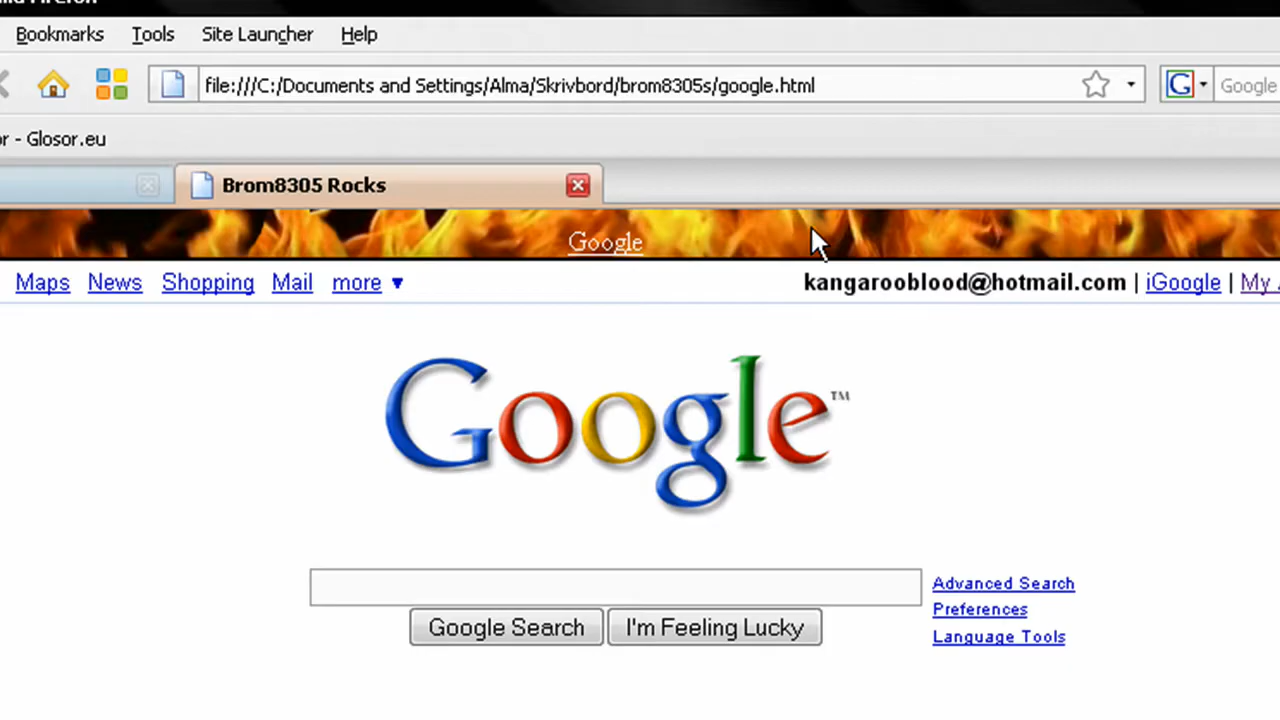 Bookmarks Tools Site Launcher Help
file:///C:/Documents and Settings/Alma/Skrivbord/brom8305s/google.html
G Google
r - Glosor.eu
Brom8305 Rocks
Google
Maps News Shopping Mail more ▼ kangarooblood@hotmail.com | iGoogle | My
Google™
Advanced Search
Preferences
Google Search I'm Feeling Lucky
Language Tools